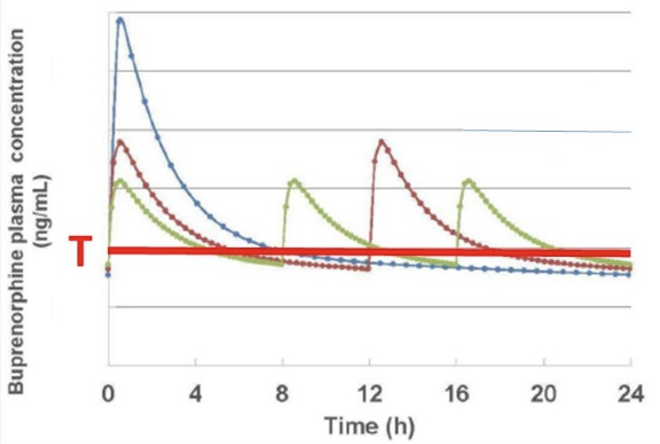 Buprenorphine plasma concentration
(ng/mL)
T
0 4 8 12 16 20 24
Time (h)